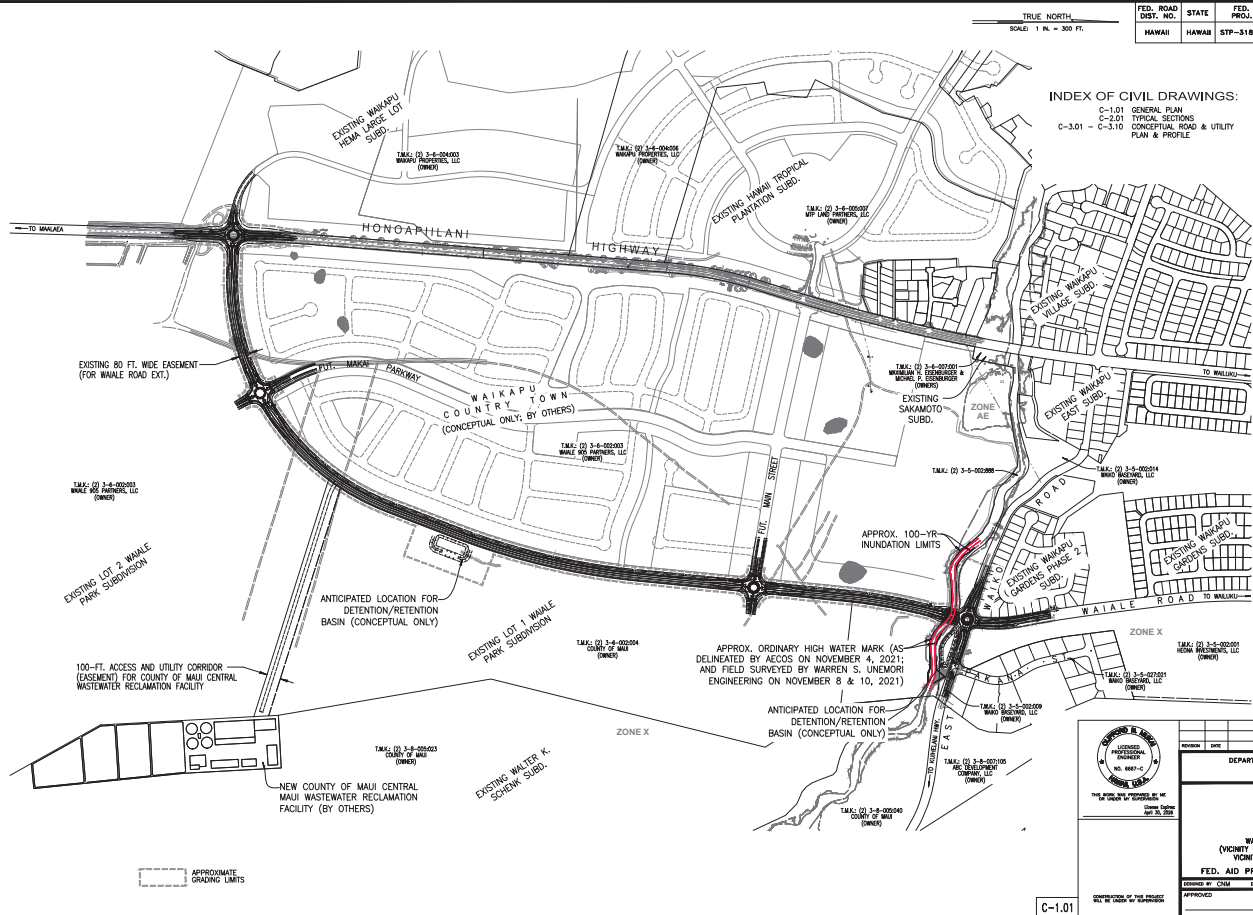 TRUE NORTH
SCALE: 1 IN. = 300 FT.
FED. ROAD DIST. NO.
STATE
FED.
PROJ.
HAWAII
HAWAII
STP-318
INDEX OF CIVIL DRAWINGS:
C-1.01 GENERAL PLAN
C-2.01 TYPICAL SECTIONS
C-3.01 - C-3.10 CONCEPTUAL ROAD & UTILITY
PLAN & PROFILE
EXISTING WAIKAPU
HEMA LARGE LOT
SUBD.
T.M.K.: (2) 3-6-004:003
WAIKAPU PROPERTIES, LLC
(OWNER)
T.M.K.: (2) 3-6-004:006
WAIKAPU PROPERTIES, LLC
(OWNER)
EXISTING HAWAII TROPICAL
PLANTATION SUBD.
T.M.K.: (2) 3-6-005:007
MTP LAND PARTNERS, LLC
(OWNER)
TO MAALAEA
HONOAPIILANI
HIGHWAY
EXISTING WAIKAPU
VILLAGE SUBD.
EXISTING 80 FT. WIDE EASEMENT
(FOR WAIALE ROAD EXT.)
FUT. MAKAI PARKWAY
WAIKAPU
COUNTRY TOWN
(CONCEPTUAL ONLY; BY OTHERS)
T.M.K.: (2) 3-6-002:003
WAIALE 905 PARTNERS, LLC
(OWNER)
T.M.K.: (2) 3-6-007:001
MAXIMILIAN H. EISENBURGER &
MICHAEL P. EISENBURGER
(OWNERS)
EXISTING
SAKAMOTO
SUBD.
ZONE
AE
TO WAILUKU
EXISTING WAIKAPU
EAST SUBD.
T.M.K.: (2) 3-5-002:888
T.M.K.: (2) 3-5-002:014
WAIKO BASEYARD, LLC
(OWNER)
T.M.K.: (2) 3-6-002:003
WAIALE 905 PARTNERS, LLC
(OWNER)
FUT. MAIN STREET
WAIKO ROAD
APPROX. 100-YR
INUNDATION LIMITS
EXISTING WAIKAPU
GARDENS PHASE 2
SUBD.
EXISTING WAIKAPU
GARDENS SUBD.
EXISTING LOT 2 WAIALE
PARK SUBDIVISION
ANTICIPATED LOCATION FOR
DETENTION/RETENTION
BASIN (CONCEPTUAL ONLY)
EXISTING LOT 1 WAIALE
PARK SUBDIVISION
T.M.K.: (2) 3-6-002:004
COUNTY OF MAUI
(OWNER)
WAIALE ROAD
TO WAILUKU
ZONE X
T.M.K.: (2) 3-5-002:001
HEONA INVESTMENTS, LLC
(OWNER)
APPROX. ORDINARY HIGH WATER MARK (AS
DELINEATED BY AECOS ON NOVEMBER 4, 2021;
AND FIELD SURVEYED BY WARREN S. UNEMORI
ENGINEERING ON NOVEMBER 8 & 10, 2021)
T.M.K.: (2) 3-5-027:021
WAIKO BASEYARD, LLC
(OWNER)
100-FT. ACCESS AND UTILITY CORRIDOR
(EASEMENT) FOR COUNTY OF MAUI CENTRAL
WASTEWATER RECLAMATION FACILITY
ANTICIPATED LOCATION FOR
DETENTION/RETENTION
BASIN (CONCEPTUAL ONLY)
T.M.K.: (2) 3-5-002:009
WAIKO BASEYARD, LLC
(OWNER)
ZONE X
TO KUIHELANI HWY.
EAST
T.M.K.: (2) 3-8-005:023
COUNTY OF MAUI
(OWNER)
EXISTING WALTER K.
SCHENK SUBD.
T.M.K.: (2) 3-8-007:105
ABC DEVELOPMENT
COMPANY, LLC
(OWNER)
NEW COUNTY OF MAUI CENTRAL
MAUI WASTEWATER RECLAMATION
FACILITY (BY OTHERS)
T.M.K.: (2) 3-8-005:040
COUNTY OF MAUI
(OWNER)
APPROXIMATE
GRADING LIMITS
LICENSED
PROFESSIONAL
ENGINEER
HAWAII, U.S.A.
THIS WORK WAS PREPARED BY ME
OR UNDER MY SUPERVISION
License Expires:
April 30, 2026
CONSTRUCTION OF THIS PROJECT
WILL BE UNDER MY SUPERVISION
REVISION
DATE
DEPART
WA
(VICINITY
VICINI
FED. AID PR
DESIGNED BY CNM
APPROVED
C-1.01